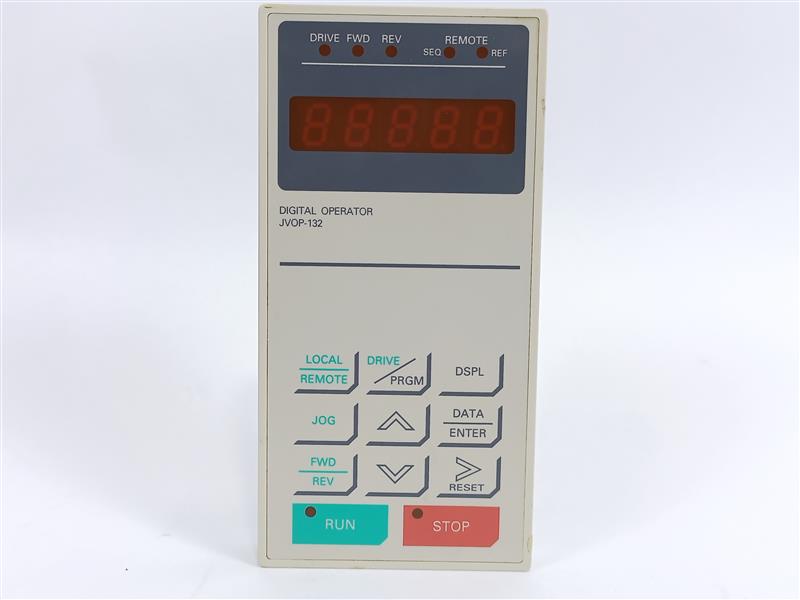 DRIVE FWD REV REMOTE
SEQ REF
88888
DIGITAL OPERATOR
JVOP-132
LOCAL
REMOTE
DRIVE
PRGM
DSPL
JOG
DATA
ENTER
FWD
REV
RESET
RUN
STOP